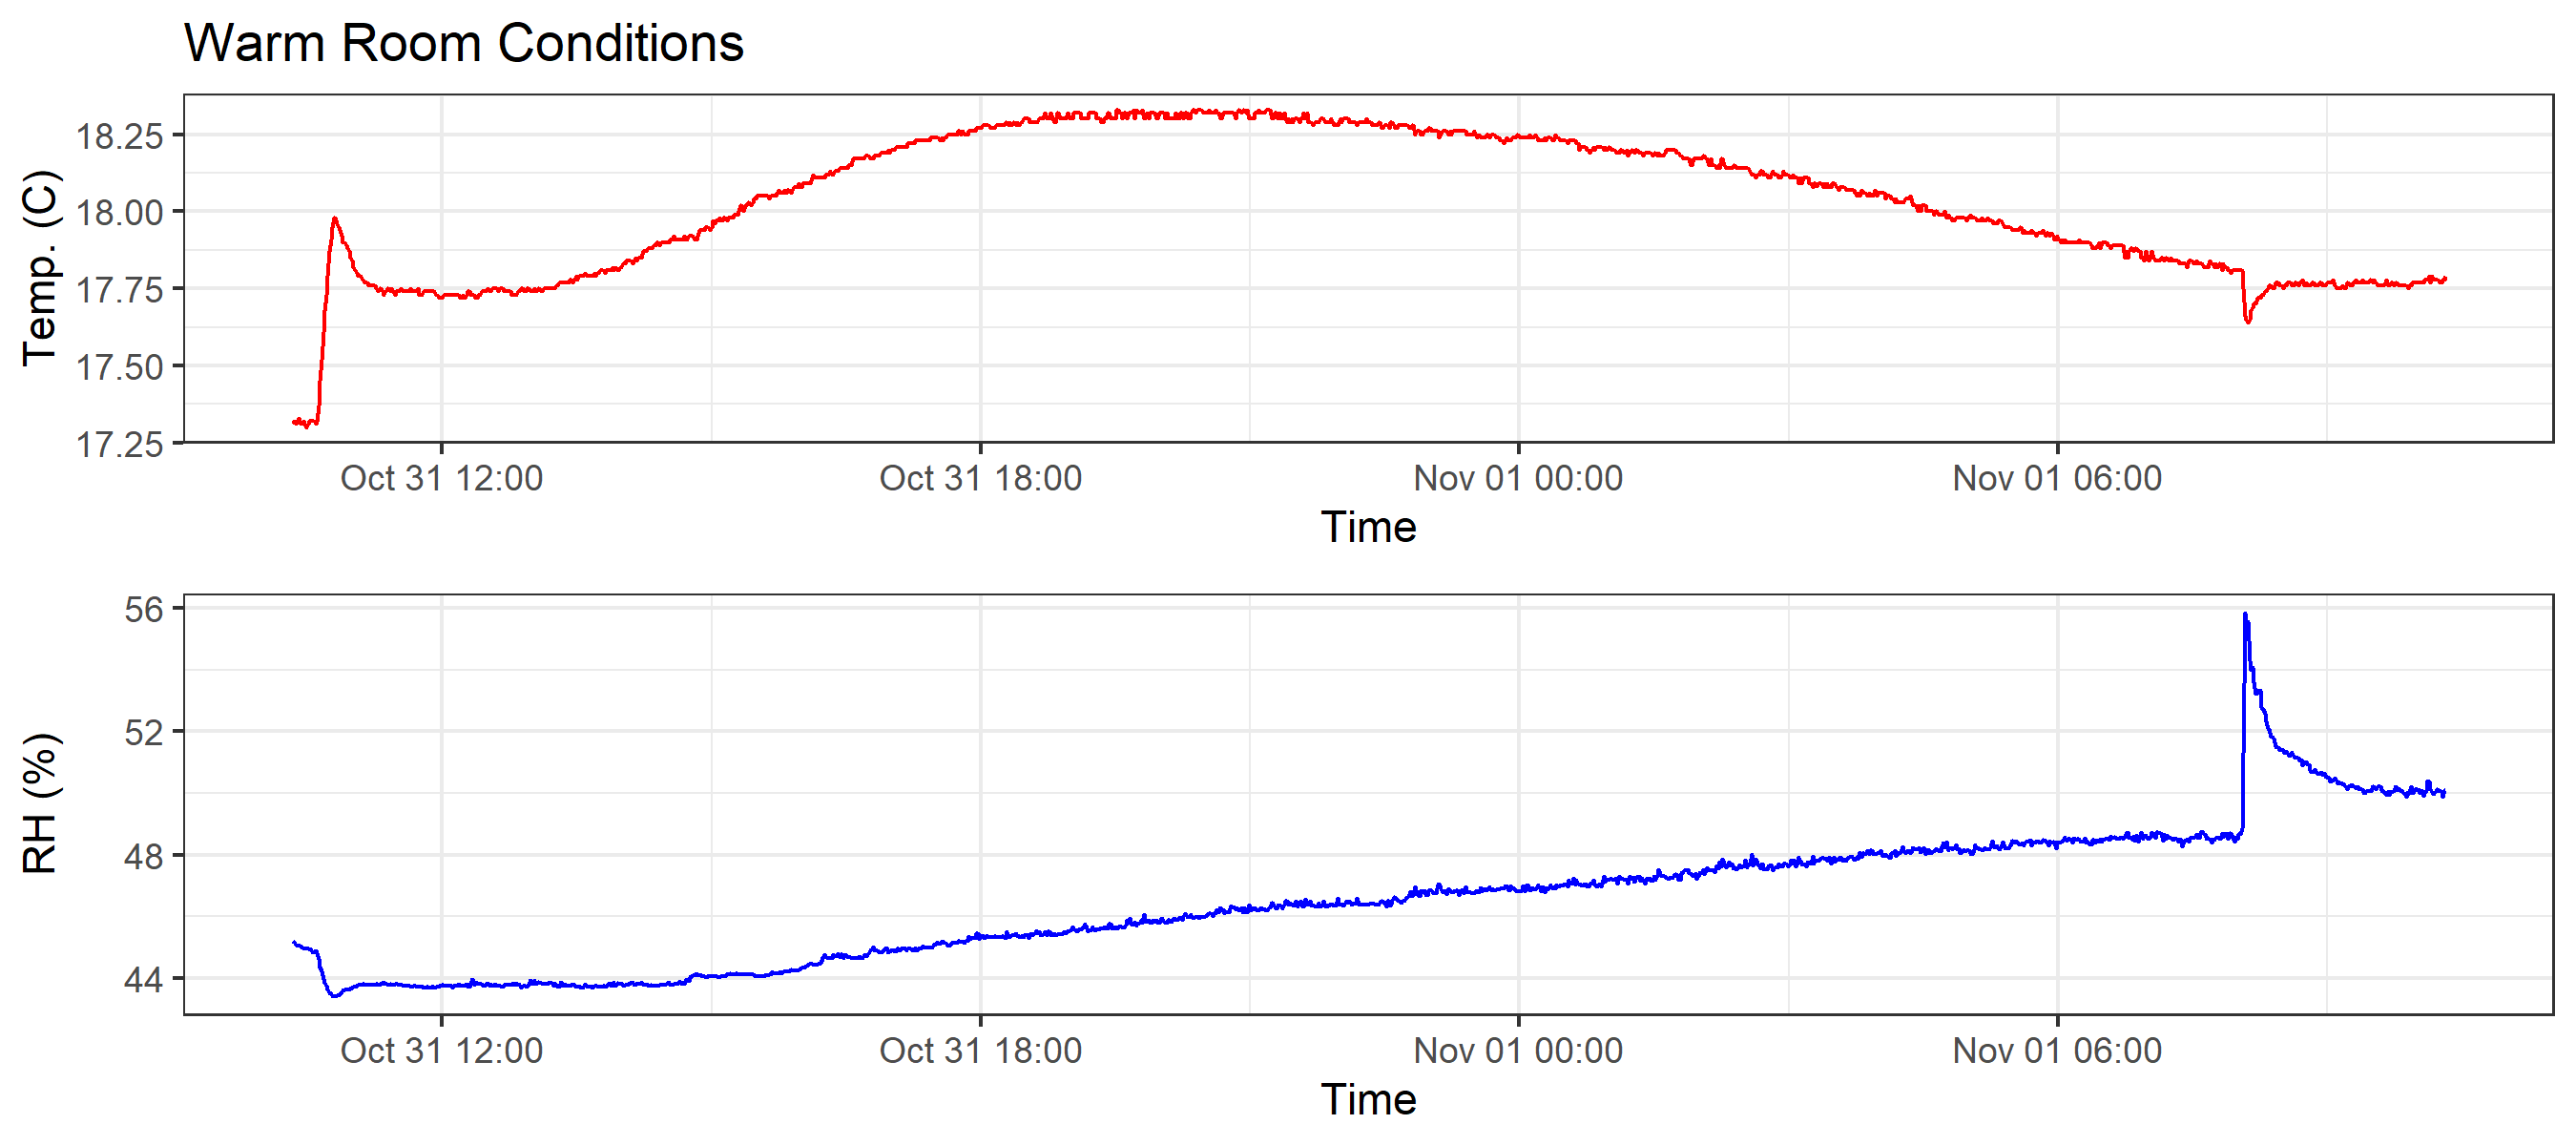 Warm Room Conditions
Temp. (C)
18.25
18.00
17.75
17.50
17.25
Oct 31 12:00 Oct 31 18:00 Nov 01 00:00 Nov 01 06:00
Time
RH (%)
56
52
48
44
Oct 31 12:00 Oct 31 18:00 Nov 01 00:00 Nov 01 06:00
Time